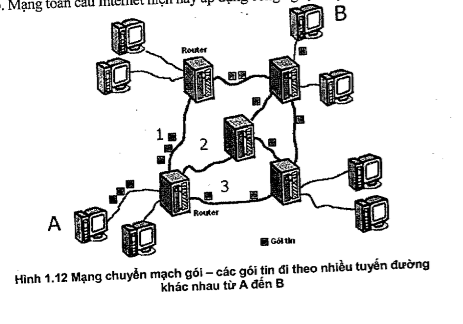 Mạng toàn cầu Internet hiện nay áp dụng
B
Router
1
2
3
A
Router
Gói tin
Hình 1.12 Mạng chuyển mạch gói – các gói tin đi theo nhiều tuyến đường
khác nhau từ A đến B